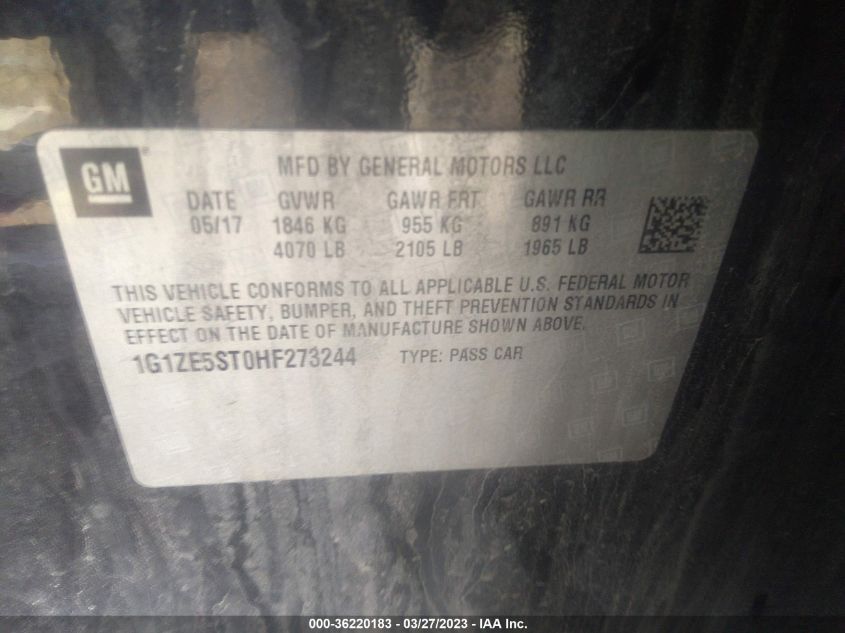 GM
MFD BY GENERAL MOTORS LLC
DATE GVWR GAWR FRT GAWR RR
05/17 1846 KG 955 KG 891 KG
4070 LB 2105 LB 1965 LB
THIS VEHICLE CONFORMS TO ALL APPLICABLE U.S. FEDERAL MOTOR
VEHICLE SAFETY, BUMPER, AND THEFT PREVENTION STANDARDS IN
EFFECT ON THE DATE OF MANUFACTURE SHOWN ABOVE.
1G1ZE5ST0HF273244 TYPE: PASS CAR
000-36220183 - 03/27/2023 - IAA Inc.